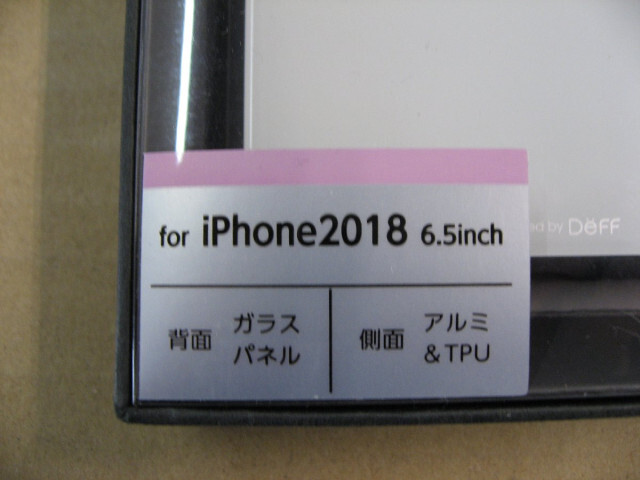 for iPhone2018 6.5inch
背面 ガラス
パネル
側面 アルミ
&TPU
by DeFF